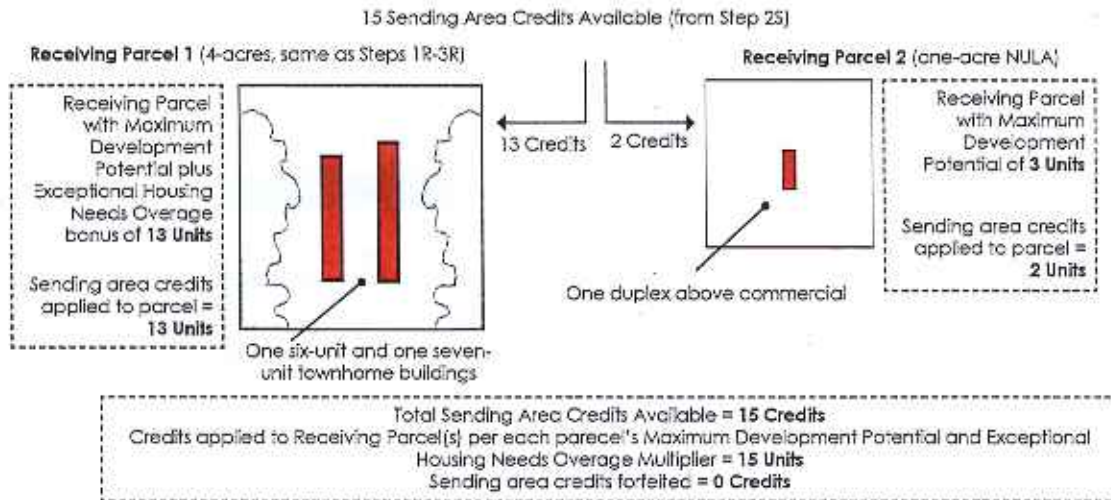 15 Sending Area Credits Available (from Step 2S)
Receiving Parcel 1 (4-acres, same as Steps 1R-3R)
Receiving Parcel
with Maximum
Development
Potential plus
Exceptional Housing
Needs Overage
bonus of 13 Units
Sending area credits
applied to parcel =
13 Units
13 Credits
2 Credits
One six-unit and one seven-
unit townhome buildings
Receiving Parcel 2 (one-acre NULA)
Receiving Parcel
with Maximum
Development
Potential of 3 Units
Sending area credits
applied to parcel =
2 Units
One duplex above commercial
Total Sending Area Credits Available = 15 Credits
Credits applied to Receiving Parcel(s) per each parecel's Maximum Development Potential and Exceptional
Housing Needs Overage Multiplier = 15 Units
Sending area credits forfeited = 0 Credits